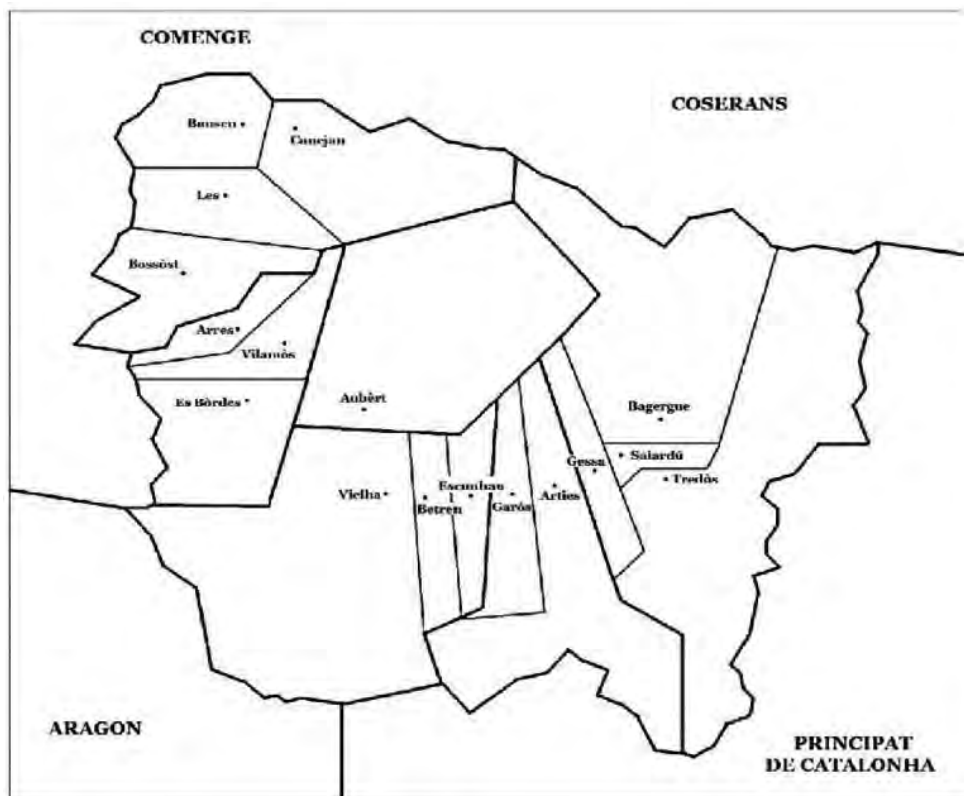 COMENGE
COSERANS
Bausen
Canejan
Les
Bossòst
Arres
Vilamòs
Es Bòrdes
Aubèrt
Bagergue
Salardú
Gessa
Tredòs
Vielha
Escunhau
Betren
Garòs
Arties
ARAGON
PRINCIPAT
DE CATALONHA